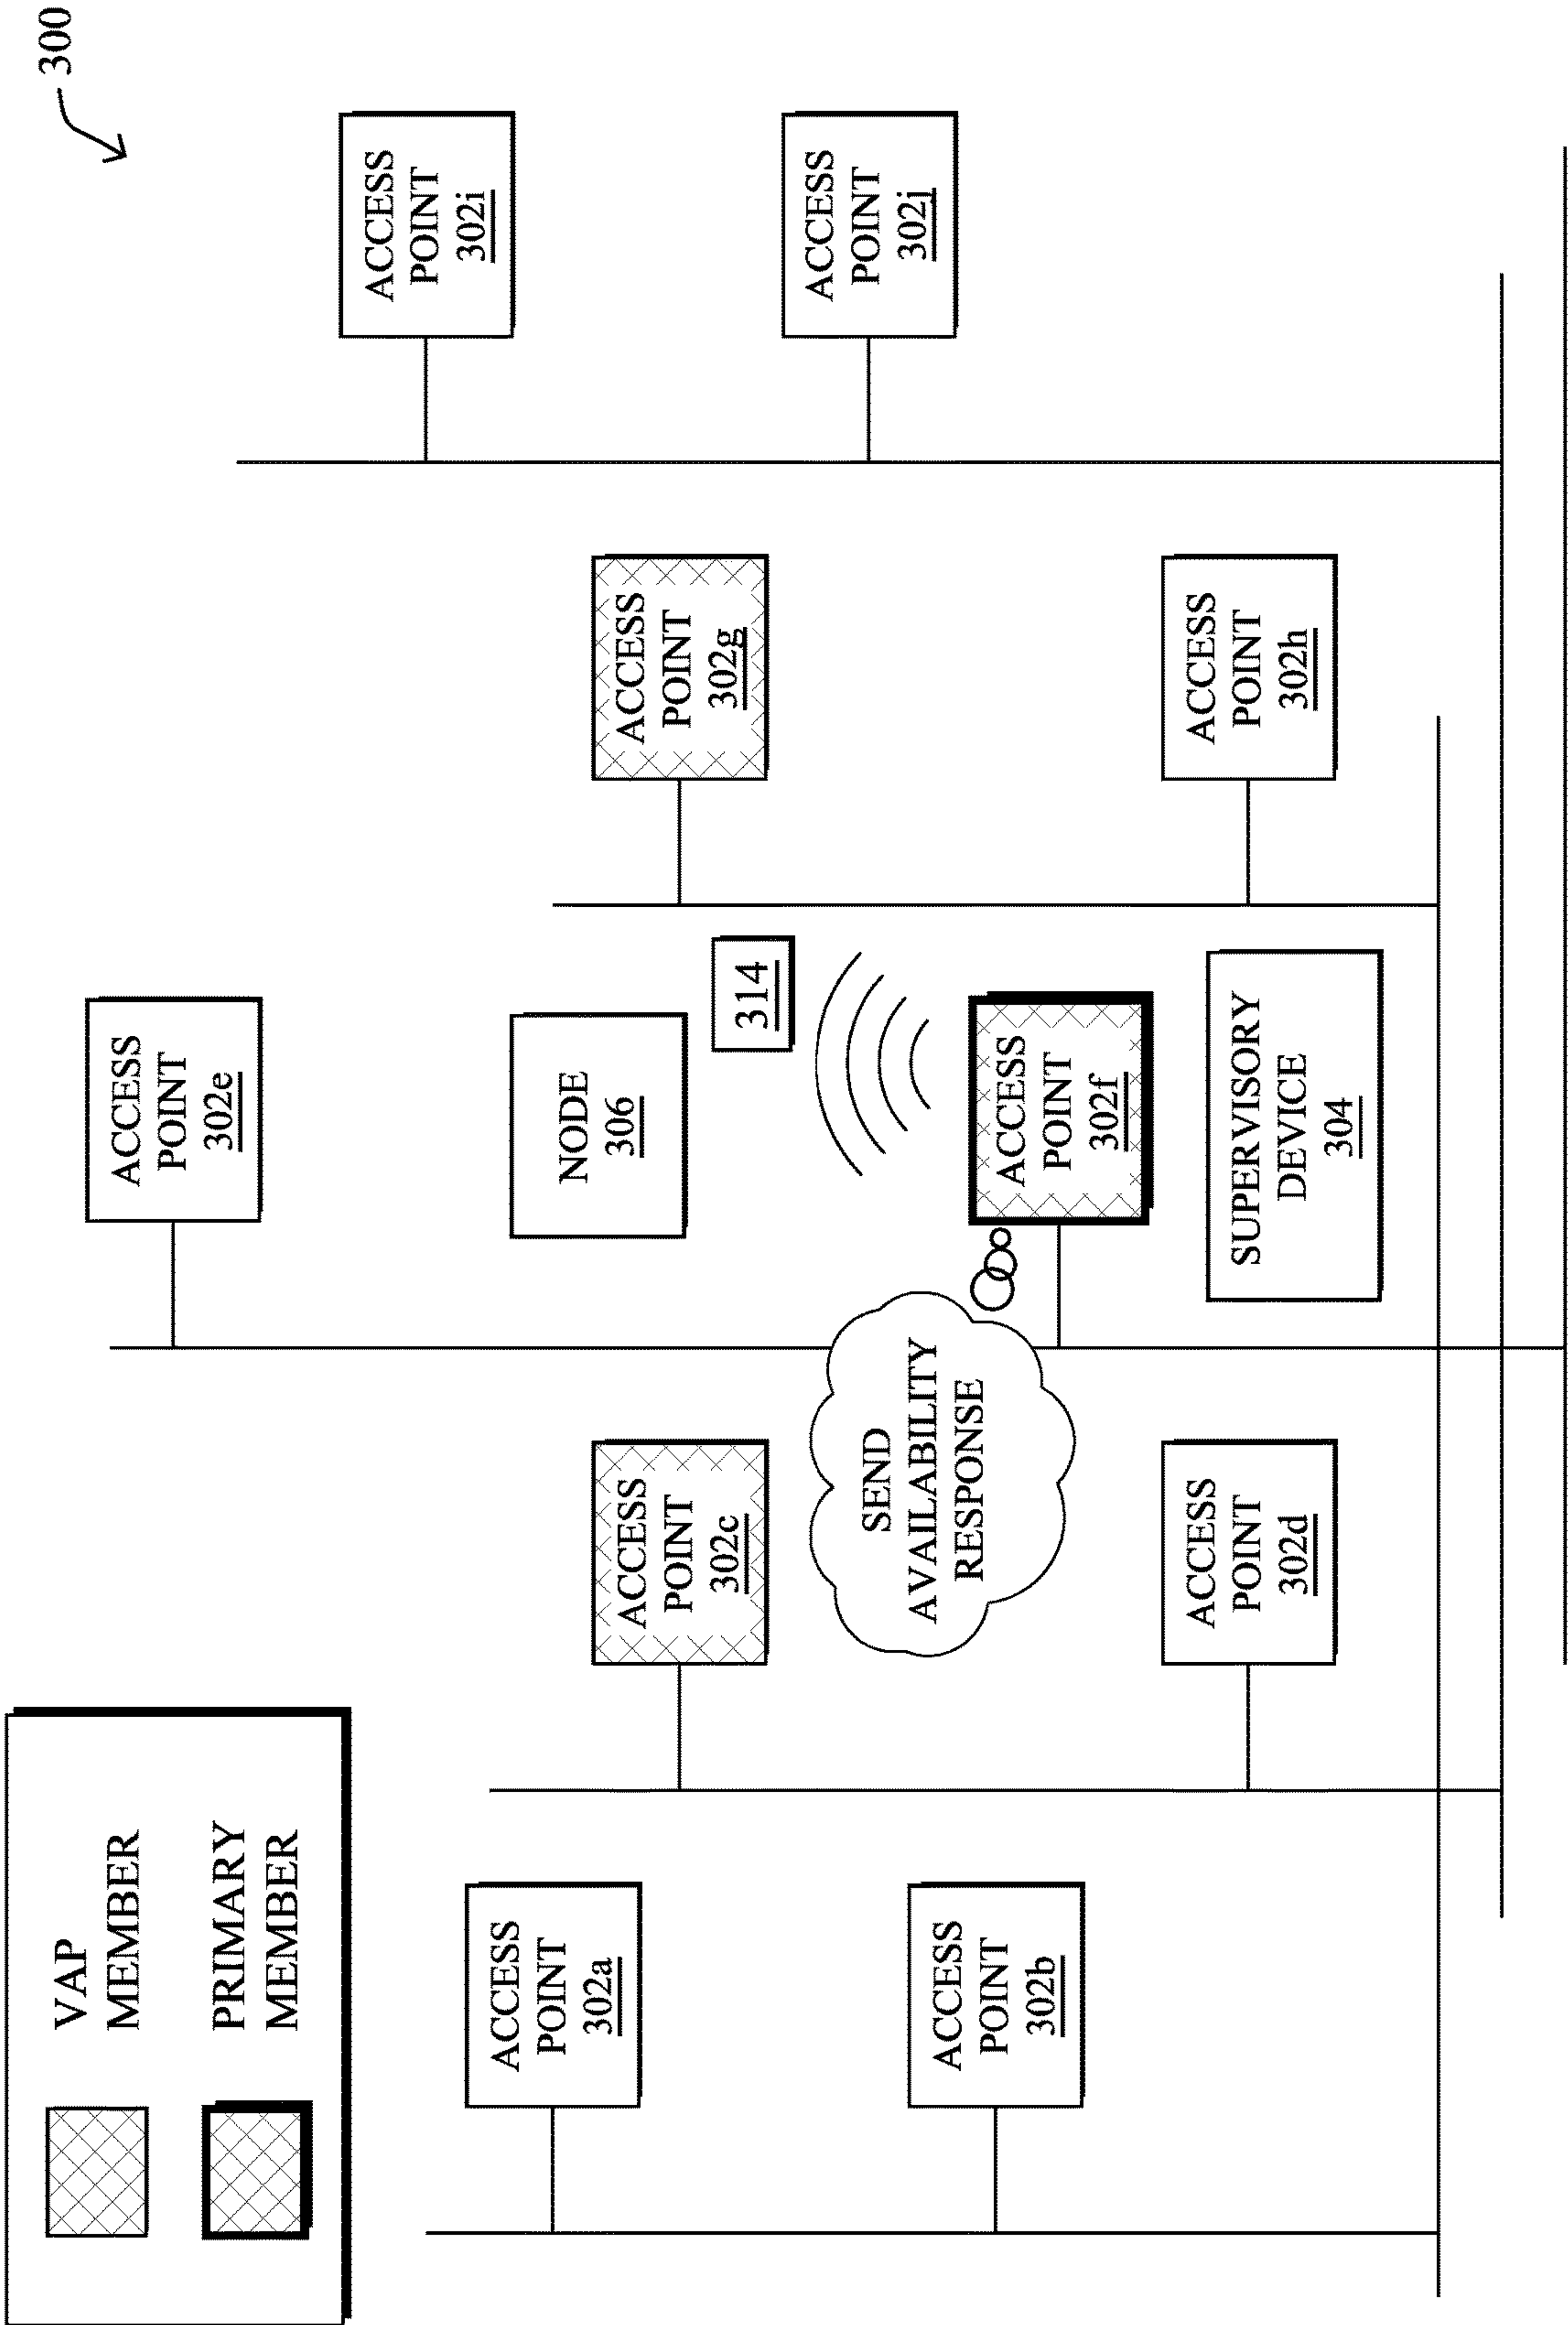 300
VAP
MEMBER
PRIMARY
MEMBER
ACCESS
POINT
302e
ACCESS
POINT
302i
ACCESS
POINT
302a
NODE
306
ACCESS
POINT
302c
ACCESS
POINT
302g
314
ACCESS
POINT
302j
SEND
AVAILABILITY
RESPONSE
ACCESS
POINT
302b
ACCESS
POINT
302f
ACCESS
POINT
302d
SUPERVISORY
DEVICE
304
ACCESS
POINT
302h